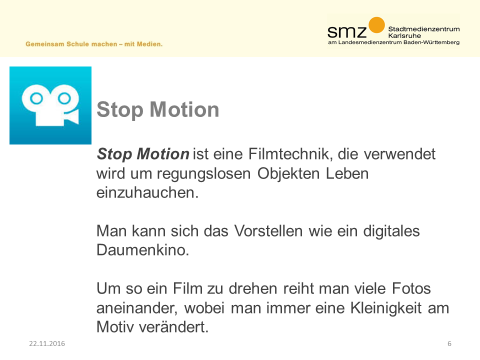 Gemeinsam Schule machen – mit Medien.
smz Stadtmedienzentrum
Karlsruhe
am Landesmedienzentrum Baden-Württemberg
Stop Motion
Stop Motion ist eine Filmtechnik, die verwendet
wird um regungslosen Objekten Leben
einzuhauchen.
Man kann sich das Vorstellen wie ein digitales
Daumenkino.
Um so ein Film zu drehen reiht man viele Fotos
aneinander, wobei man immer eine Kleinigkeit am
Motiv verändert.
22.11.2016
6